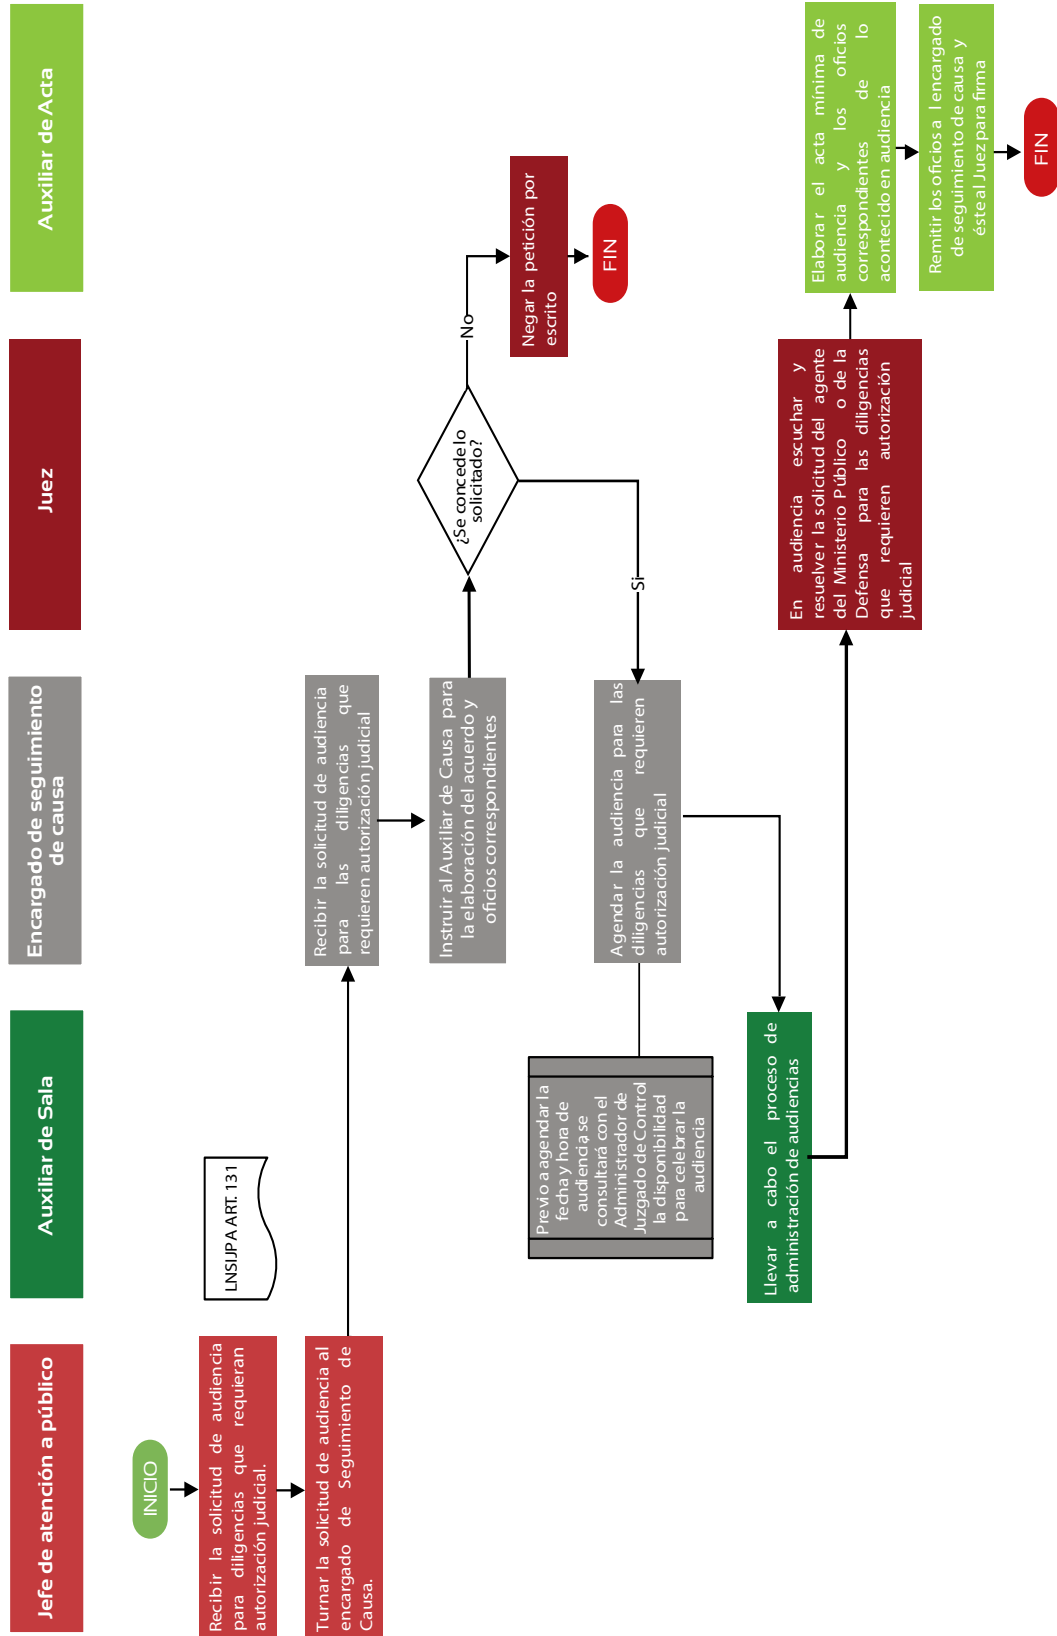 Jefe de atención a público
Auxiliar de Sala
Encargado de seguimiento
de causa
Juez
Auxiliar de Acta
INICIO
Recibir la solicitud de audiencia
para diligencias que requieran
autorización judicial.
LNSIJPA ART. 131
Turnar la solicitud de audiencia al
encargado de Seguimiento de
Causa.
Recibir la solicitud de audiencia
para las diligencias que
requieren autorización judicial
Instruir al Auxiliar de Causa para
la elaboración del acuerdo y
oficios correspondientes
¿Se concede lo
solicitado?
No
Negar la petición por
escrito
FIN
Si
Agendar la audiencia para las
diligencias que requieren
autorización judicial
Previo a agendar la
fecha y hora de
audiencia, se
consultará con el
Administrador de
Juzgado de Control
la disponibilidad
para celebrar la
audiencia
Llevar a cabo el proceso de
administración de audiencias
En audiencia escuchar y
resuelver la solicitud del agente
del Ministerio Público o de la
Defensa para las diligencias
que requieren autorización
judicial
Elaborar el acta mínima de
audiencia y los oficios
correspondientes de lo
acontecido en audiencia
Remitir los oficios a l encargado
de seguimiento de causa y
éste al Juez para firma
FIN